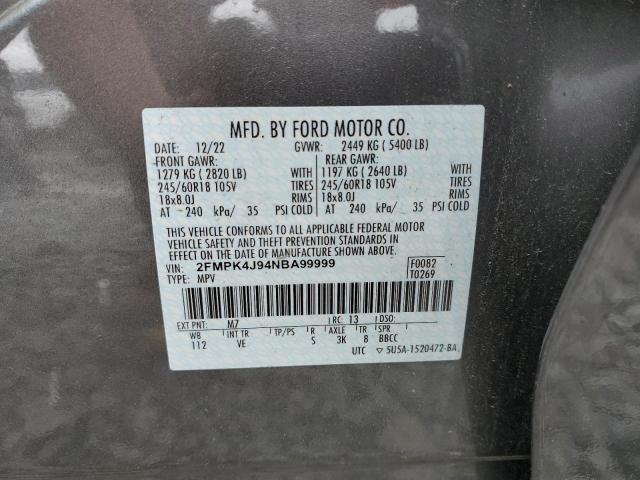 MFD. BY FORD MOTOR CO.
DATE: 12/22 GVWR: 2449 KG ( 5400 LB)
FRONT GAWR: REAR GAWR:
1279 KG ( 2820 LB) 1197 KG ( 2640 LB)
245/60R18 105V TIRES 245/60R18 105V TIRES
18x8.0J RIMS 18x8.0J RIMS
AT 240 kPa/ 35 PSI COLD AT 240 kPa/ 35 PSI COLD
THIS VEHICLE CONFORMS TO ALL APPLICABLE FEDERAL MOTOR
VEHICLE SAFETY AND THEFT PREVENTION STANDARDS IN
EFFECT ON THE DATE OF MANUFACTURE SHOWN ABOVE.
VIN: 2FMPK4J94NBA99999 F0082
TYPE: MPV T0269
EXT PNT: M7 RC: 13
WB INT TR TP/PS R AXLE TR SPR
112 VE S 3K 8 BBCC
UTC ▽ 5U5A-1520472-BA